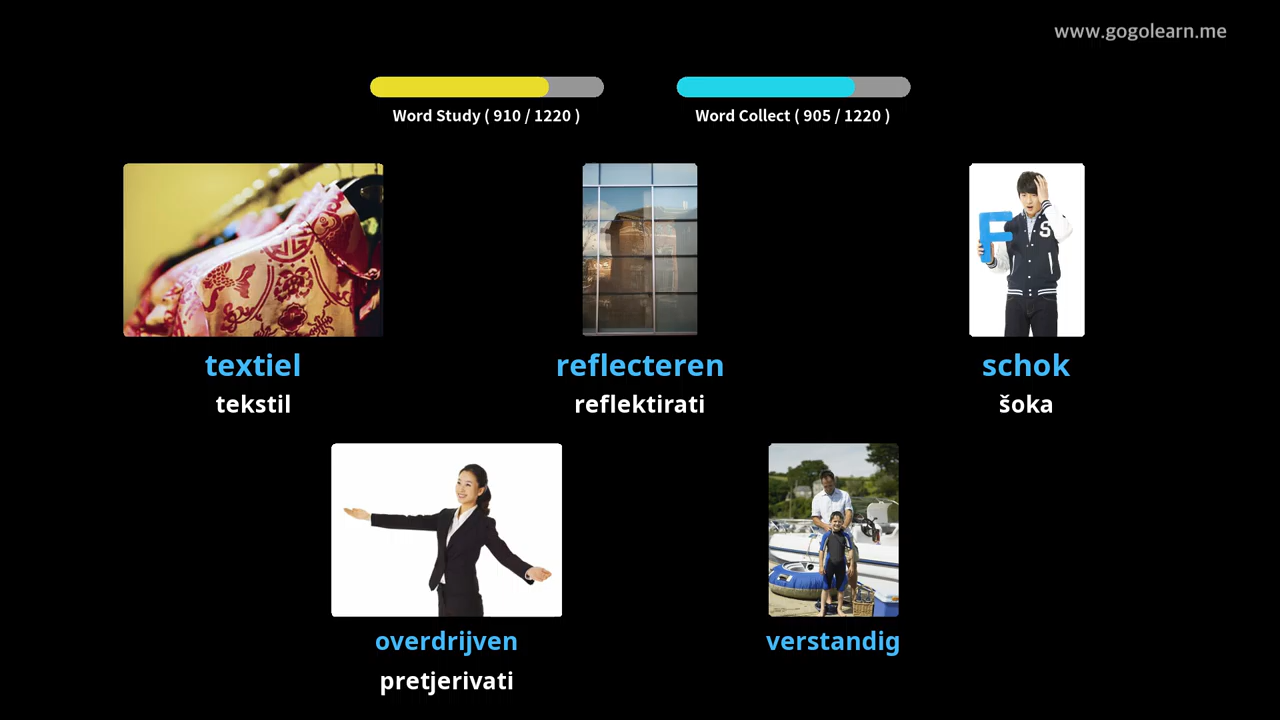 www.gogolearn.me
Word Study ( 910 / 1220 )
Word Collect ( 905 / 1220 )
F
S
textiel
reflecteren
schok
tekstil
reflektirati
šoka
overdrijven
verstandig
pretjerivati